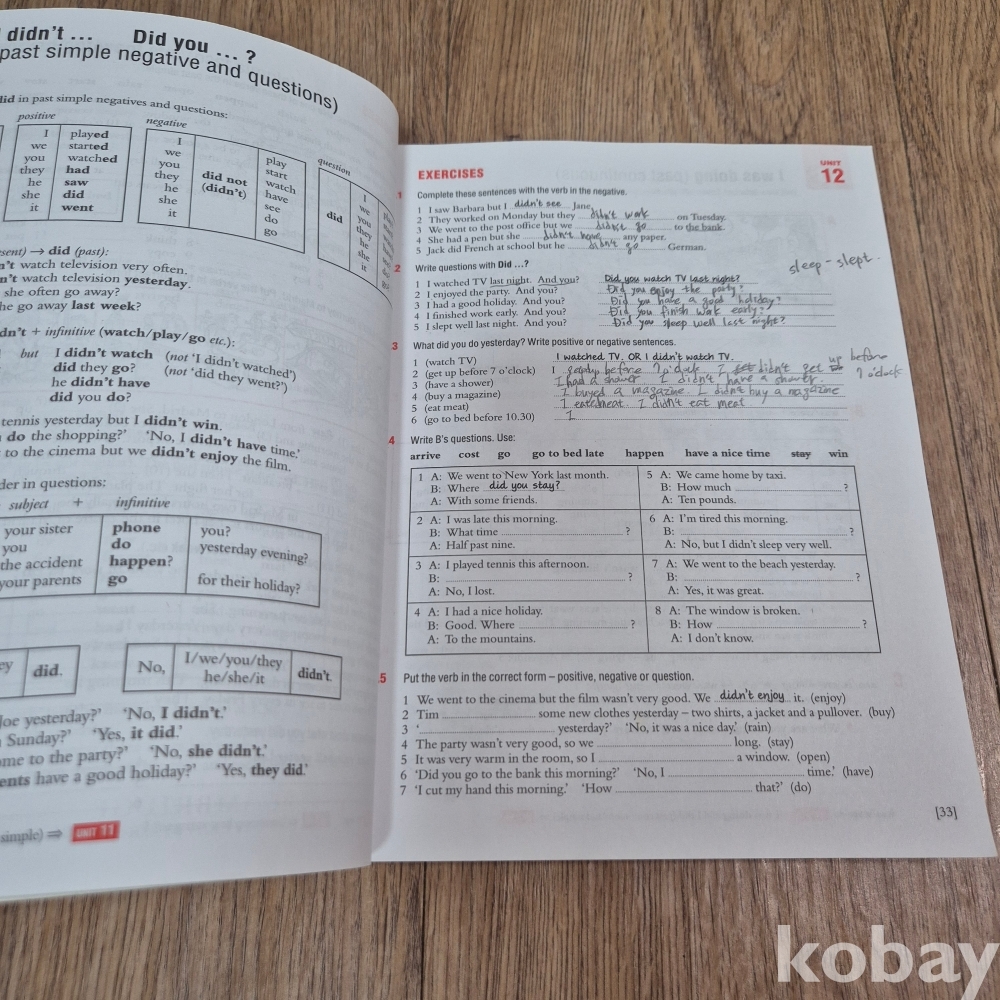 didn't ... Did you ... ?
past simple negative and questions)
did in past simple negatives and questions:
positive
I played
we started
you watched
they had
he saw
she did
it went
negative
I
we
you
they
he
she
it
did not
(didn't)
play
start
watch
have
see
do
go
question
did
I
we
you
they
he
she
it
→ did (past):
watch television very often.
watch television yesterday.
she often go away?
go away last week?
+ infinitive (watch/play/go etc.):
but I didn't watch (not 'I didn't watched')
did they go? (not 'did they went?')
he didn't have
did you do?
tennis yesterday but I didn't win.
do the shopping?' 'No, I didn't have time.'
to the cinema but we didn't enjoy the film.
in questions:
subject + infinitive
your sister phone you?
you do yesterday evening?
the accident happen?
your parents go for their holiday?
did.
No, I/we/you/they he/she/it didn't.
Joe yesterday?' 'No, I didn't.'
Sunday?' 'Yes, it did.'
to the party?' 'No, she didn't.'
have a good holiday?' 'Yes, they did.'
simple) ⇒ UNIT 11
EXERCISES
UNIT
12
1 Complete these sentences with the verb in the negative.
1 I saw Barbara but I didn't see Jane.
2 They worked on Monday but they didn't work on Tuesday.
3 We went to the post office but we didn't go to the bank.
4 She had a pen but she didn't have any paper.
5 Jack did French at school but he didn't go German.
sleep - slept.
2 Write questions with Did ...?
1 I watched TV last night. And you? Did you watch TV last night?
2 I enjoyed the party. And you? Did you enjoy the party?
3 I had a good holiday. And you? Did you have a good holiday?
4 I finished work early. And you? Did you finish wok early?
5 I slept well last night. And you? Did you sleep well last night?
3 What did you do yesterday? Write positive or negative sentences.
1 (watch TV) I watched TV. OR I didn't watch TV.
2 (get up before 7 o'clock) I up before 7 o'clock I didn't get up before 7 o'clock
3 (have a shower) I had a shower I didn't have a shower.
4 (buy a magazine) I buyed a magazine. I didn't buy a magazine
5 (eat meat) I eated meat. I didn't eat meat
6 (go to bed before 10.30) I
4 Write B's questions. Use:
arrive cost go go to bed late happen have a nice time stay win
1 A: We went to New York last month.
B: Where did you stay?
A: With some friends.
2 A: I was late this morning.
B: What time ?
A: Half past nine.
3 A: I played tennis this afternoon.
B: ?
A: No, I lost.
4 A: I had a nice holiday.
B: Good. Where ?
A: To the mountains.
5 A: We came home by taxi.
B: How much ?
A: Ten pounds.
6 A: I'm tired this morning.
B: ?
A: No, but I didn't sleep very well.
7 A: We went to the beach yesterday.
B: ?
A: Yes, it was great.
8 A: The window is broken.
B: How ?
A: I don't know.
5 Put the verb in the correct form – positive, negative or question.
1 We went to the cinema but the film wasn't very good. We didn't enjoy it. (enjoy)
2 Tim some new clothes yesterday – two shirts, a jacket and a pullover. (buy)
3 ' yesterday?' 'No, it was a nice day.' (rain)
4 The party wasn't very good, so we long. (stay)
5 It was very warm in the room, so I a window. (open)
6 'Did you go to the bank this morning?' 'No, I time.' (have)
7 'I cut my hand this morning.' 'How that?' (do)
[33]
kobay